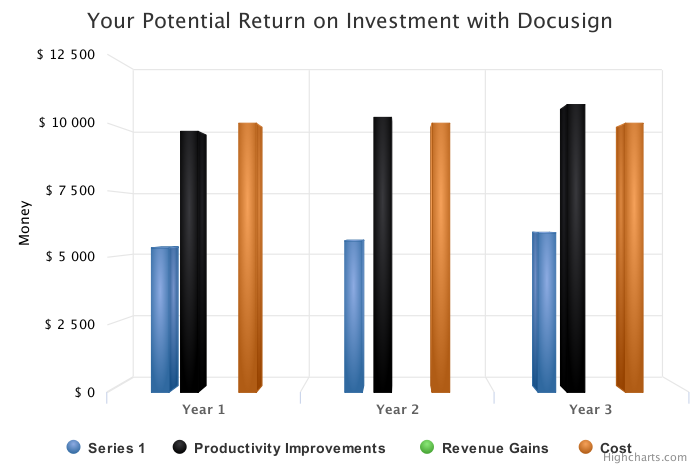 Your Potential Return on Investment with Docusign
$ 12 500
$ 10 000
$ 7 500
$ 5 000
$ 2 500
$ 0
Money
Year 1
Year 2
Year 3
Series 1
Productivity Improvements
Revenue Gains
Cost
Highcharts.com